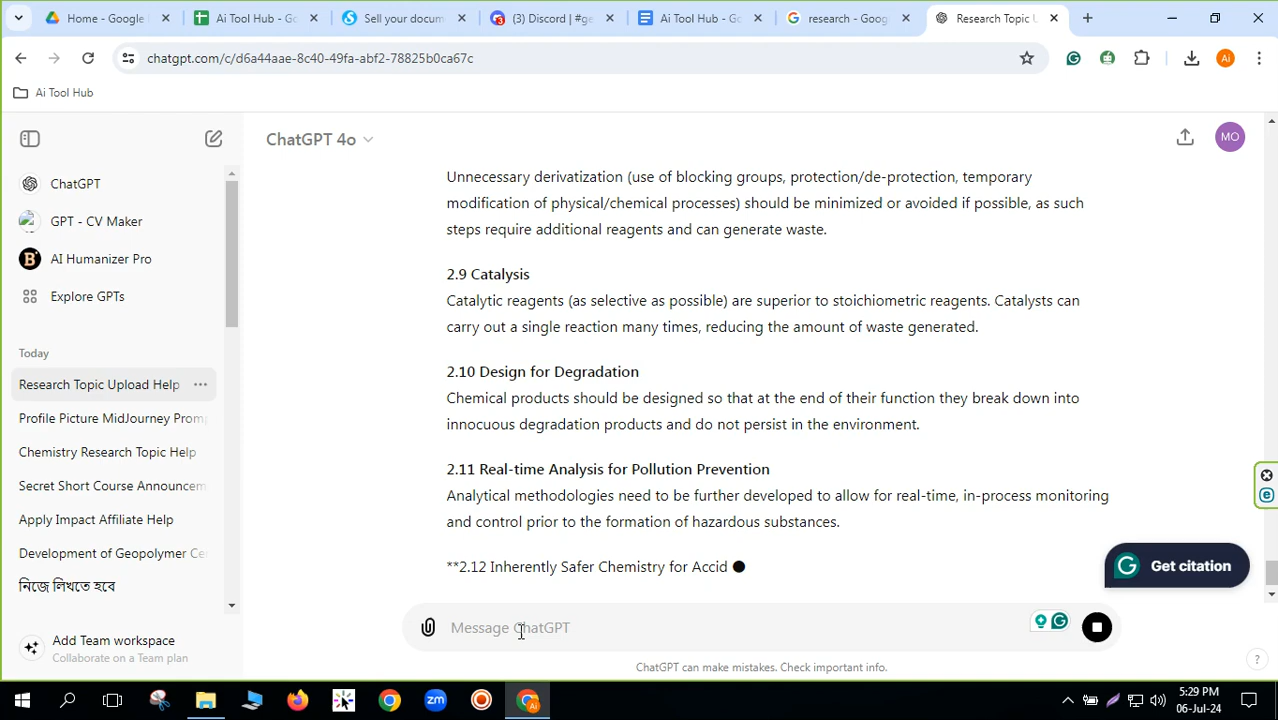 Home - Google
Ai Tool Hub - Go
Sell your docum
(3) Discord | #ge
Ai Tool Hub - Go
research - Goog
Research Topic U
chatgpt.com/c/d6a44aae-8c40-49fa-abf2-78825b0ca67c
Ai
Ai Tool Hub
ChatGPT 4o
MO
ChatGPT
GPT - CV Maker
AI Humanizer Pro
Explore GPTs
Today
Research Topic Upload Help
Profile Picture MidJourney Promp
Chemistry Research Topic Help
Secret Short Course Announcem
Apply Impact Affiliate Help
Development of Geopolymer Ce
নিজে লিখতে হবে
Add Team workspace
Collaborate on a Team plan
Unnecessary derivatization (use of blocking groups, protection/de-protection, temporary
modification of physical/chemical processes) should be minimized or avoided if possible, as such
steps require additional reagents and can generate waste.
2.9 Catalysis
Catalytic reagents (as selective as possible) are superior to stoichiometric reagents. Catalysts can
carry out a single reaction many times, reducing the amount of waste generated.
2.10 Design for Degradation
Chemical products should be designed so that at the end of their function they break down into
innocuous degradation products and do not persist in the environment.
2.11 Real-time Analysis for Pollution Prevention
Analytical methodologies need to be further developed to allow for real-time, in-process monitoring
and control prior to the formation of hazardous substances.
**2.12 Inherently Safer Chemistry for Accid
Get citation
Message ChatGPT
ChatGPT can make mistakes. Check important info.
?
zm
5:29 PM
06-Jul-24